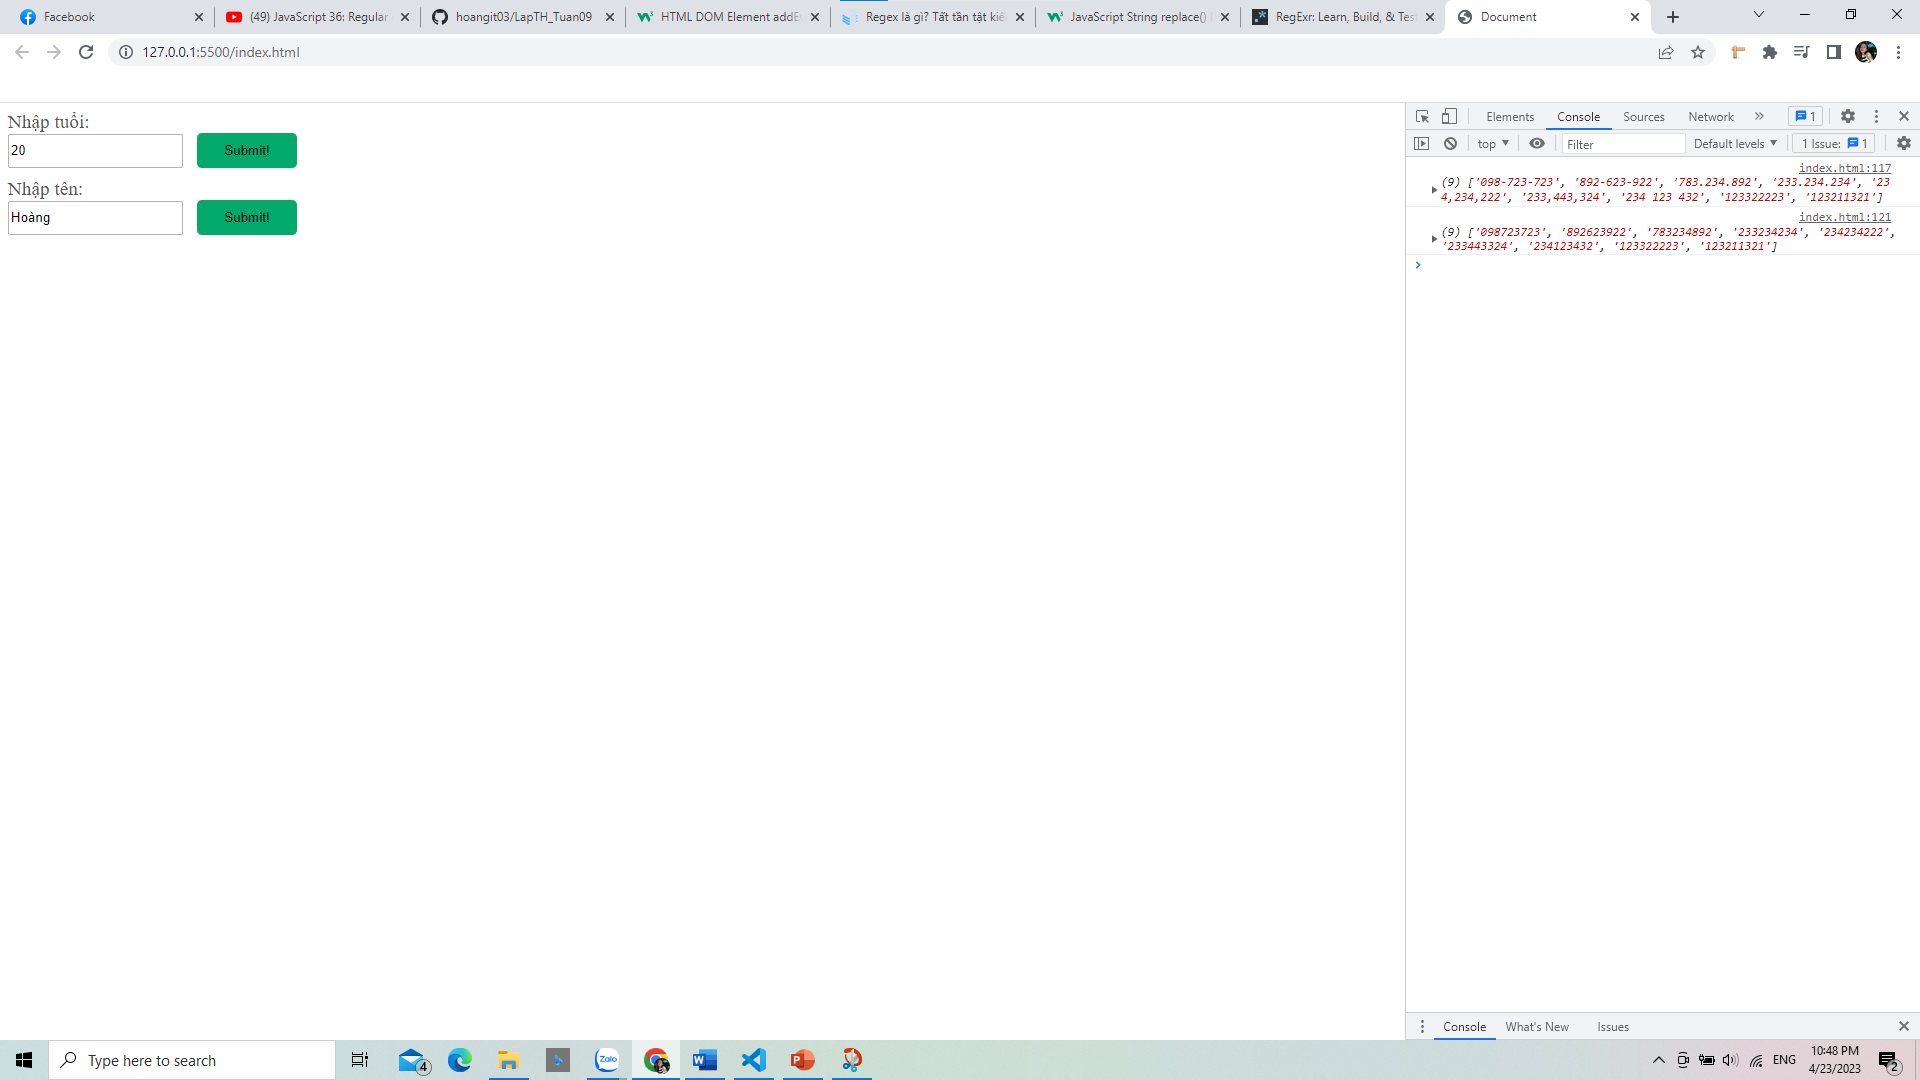 Facebook
(49) JavaScript 36: Regular
hoangit03/LapTH_Tuan09
HTML DOM Element addE
Regex là gì? Tất tần tật kiế
JavaScript String replace()
RegExr: Learn, Build, & Tes
Document
127.0.0.1:5500/index.html
Nhập tuổi:
20
Submit!
Nhập tên:
Hoàng
Submit!
Elements
Console
Sources
Network
1
top
Filter
Default levels
1 Issue:
1
index.html:117
(9) ['098-723-723', '892-623-922', '783.234.892', '233.234.234', '23
4,234,222', '233,443,324', '234 123 432', '123322223', '123211321']
index.html:121
(9) ['098723723', '892623922', '783234892', '233234234', '234234222',
'233443324', '234123432', '123322223', '123211321']
Console
What's New
Issues
Type here to search
4
Zalo
ENG
10:48 PM
4/23/2023
2